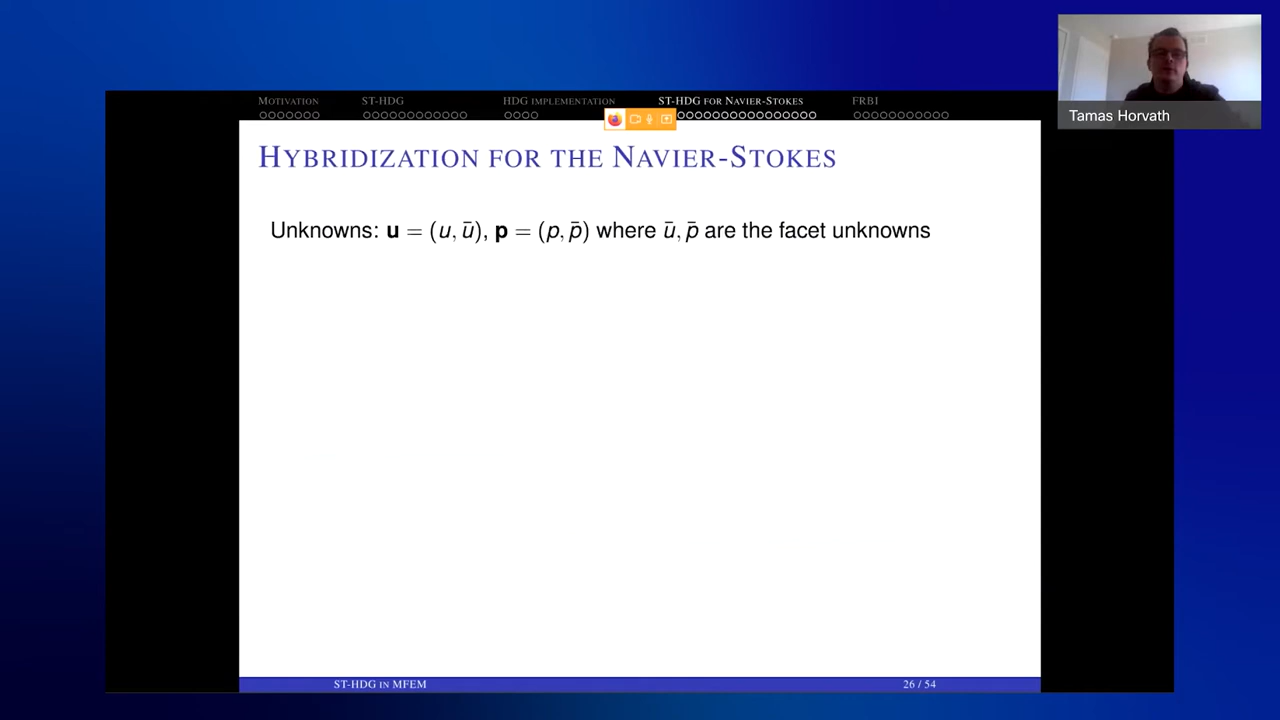 Tamas Horvath
MOTIVATION ST-HDG HDG IMPLEMENTATION ST-HDG FOR NAVIER-STOKES FRBI
HYBRIDIZATION FOR THE NAVIER-STOKES
Unknowns: u = (u, ū), p = (p, p̄) where ū, p̄ are the facet unknowns
ST-HDG IN MFEM 26 / 54